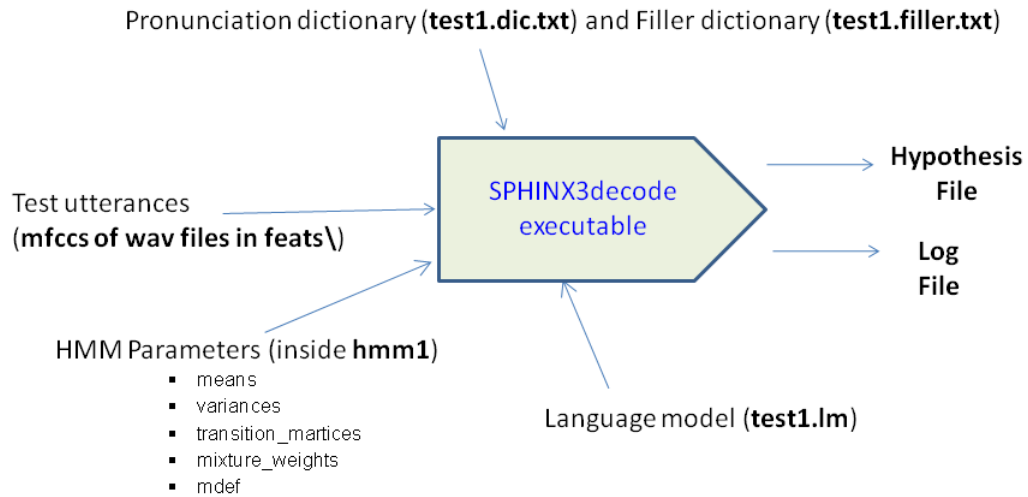 Pronunciation dictionary (test1.dic.txt) and Filler dictionary (test1.filler.txt)
SPHINX3decode
executable
Hypothesis
File
Log
File
Test utterances
(mfccs of wav files in feats\)
HMM Parameters (inside hmm1)
▪ means
▪ variances
▪ transition_martices
▪ mixture_weights
▪ mdef
Language model (test1.lm)